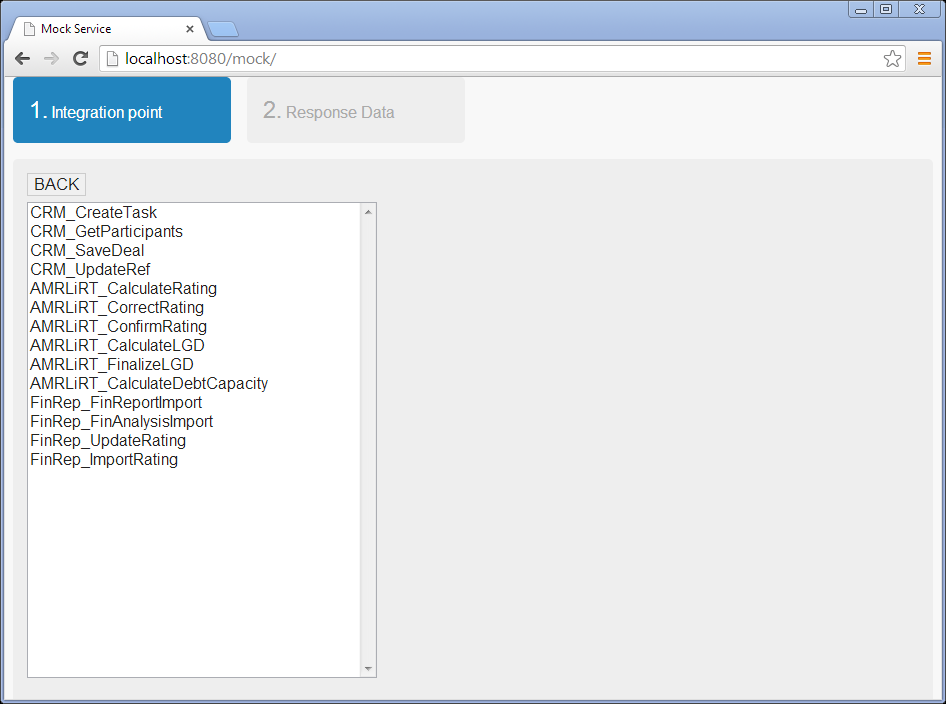 Mock Service
localhost:8080/mock/
1. Integration point
2. Response Data
BACK
CRM_CreateTask
CRM_GetParticipants
CRM_SaveDeal
CRM_UpdateRef
AMRLiRT_CalculateRating
AMRLiRT_CorrectRating
AMRLiRT_ConfirmRating
AMRLiRT_CalculateLGD
AMRLiRT_FinalizeLGD
AMRLiRT_CalculateDebtCapacity
FinRep_FinReportImport
FinRep_FinAnalysisImport
FinRep_UpdateRating
FinRep_ImportRating